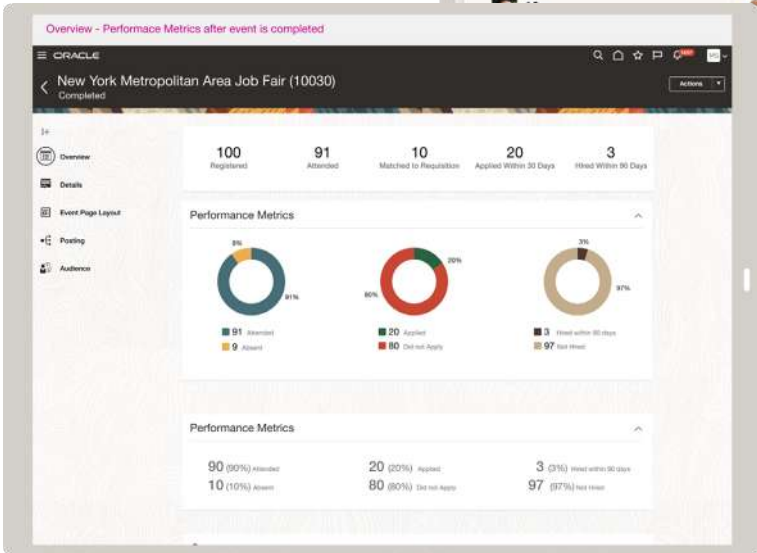 Overview - Performace Metrics after event is completed
ORACLE
New York Metropolitan Area Job Fair (10030)
Completed
Actions
Overview
Details
Event Page Layout
Posting
Audience
100
Registered
91
Attended
10
Matched to Requisition
20
Applied Within 30 Days
3
Hired Within 90 Days
Performance Metrics
9%
91%
91 Attended
9 Absent
20%
80%
20 Applied
80 Did not Apply
3%
97%
3 Hired within 90 days
97 Not Hired
Performance Metrics
90 (90%) Attended
10 (10%) Absent
20 (20%) Applied
80 (80%) Did not Apply
3 (3%) Hired within 90 days
97 (97%) Not Hired